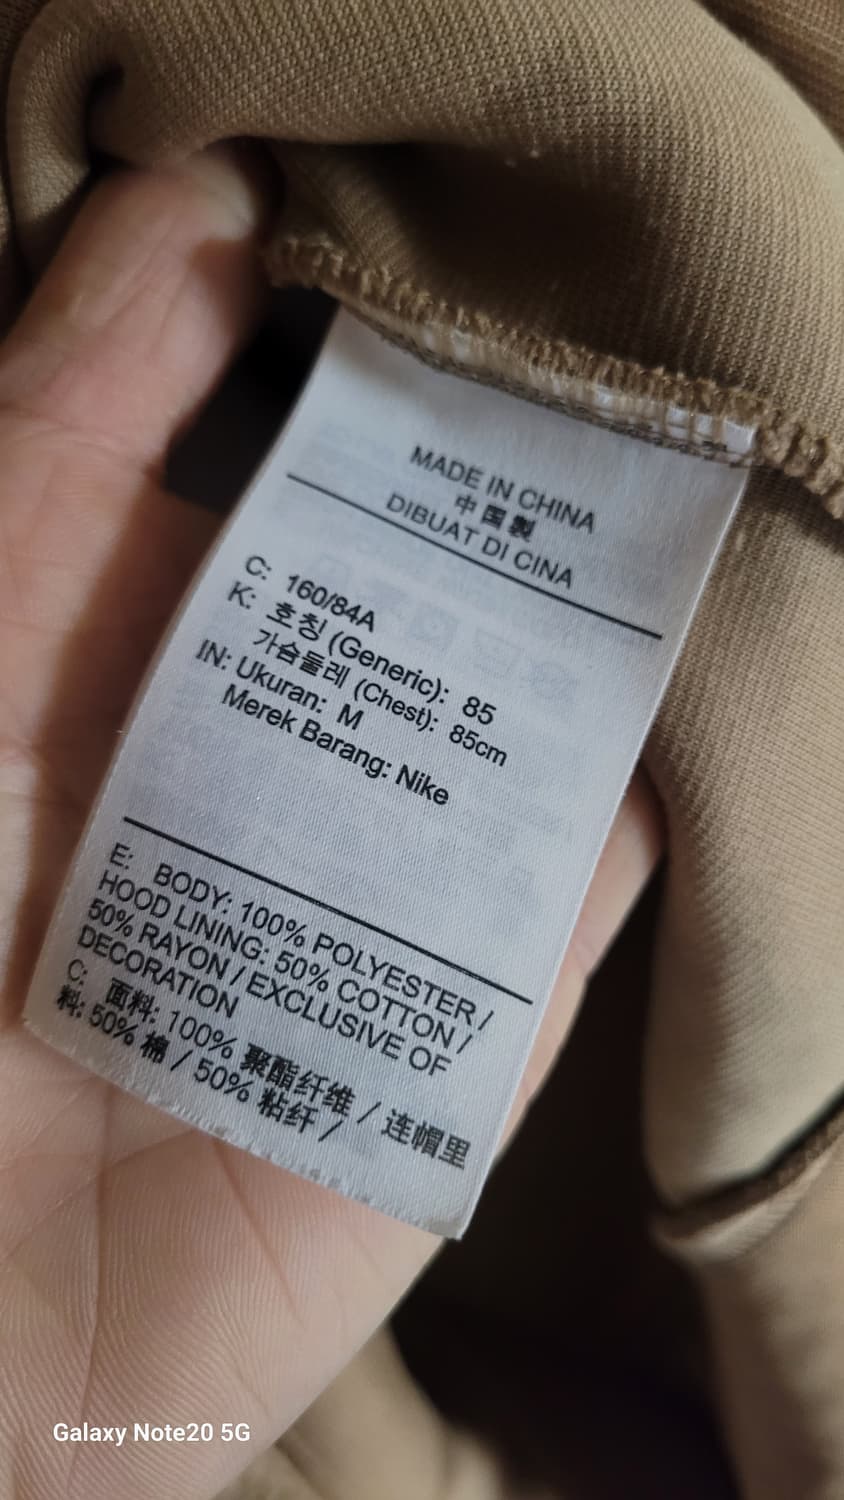 MADE IN CHINA
中国製
DIBUAT DI CINA
C: 160/84A
K: 호칭 (Generic): 85
가슴둘레 (Chest): 85cm
IN: Ukuran: M
Merek Barang: Nike
E: BODY: 100% POLYESTER /
HOOD LINING: 50% COTTON /
50% RAYON / EXCLUSIVE OF
DECORATION
C: 面料: 100% 聚酯纤维 / 连帽里
料: 50% 棉 / 50% 粘纤 /
Galaxy Note20 5G